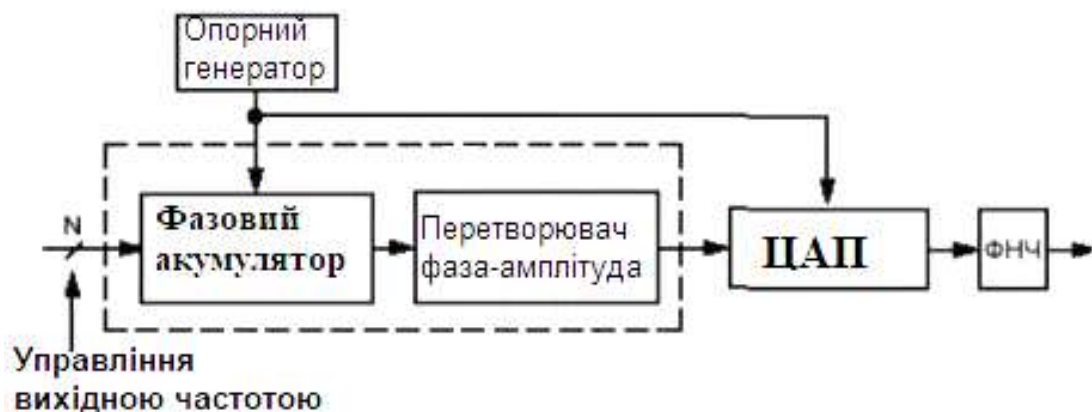 Опорний
генератор
N
Фазовий
акумулятор
Перетворювач
фаза-амплітуда
ЦАП
ФНЧ
Управління
вихідною частотою